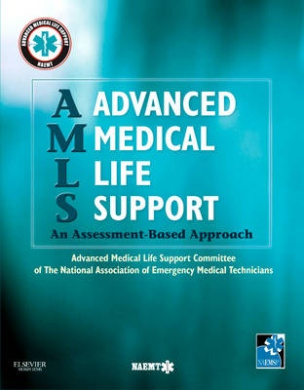 ADVANCED MEDICAL LIFE SUPPORT
NAEMT
A ADVANCED
M MEDICAL
L LIFE
S SUPPORT
An Assessment-Based Approach
Advanced Medical Life Support Committee
of The National Association of Emergency Medical Technicians
ELSEVIER
NAEMT
NAEMSP